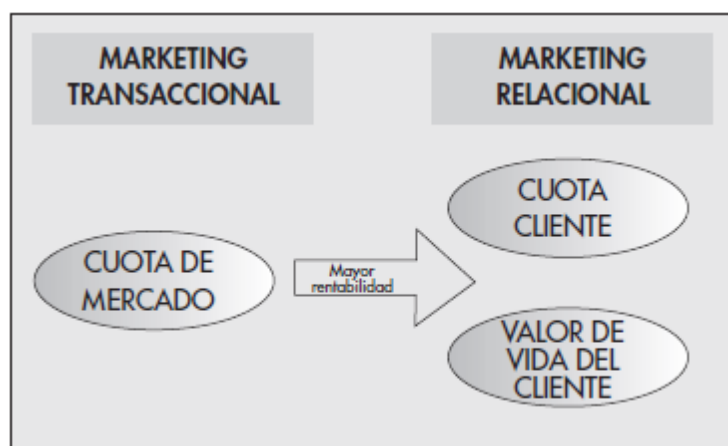 MARKETING
TRANSACCIONAL
MARKETING
RELACIONAL
CUOTA DE
MERCADO
Mayor
rentabilidad
CUOTA
CLIENTE
VALOR DE
VIDA DEL
CLIENTE